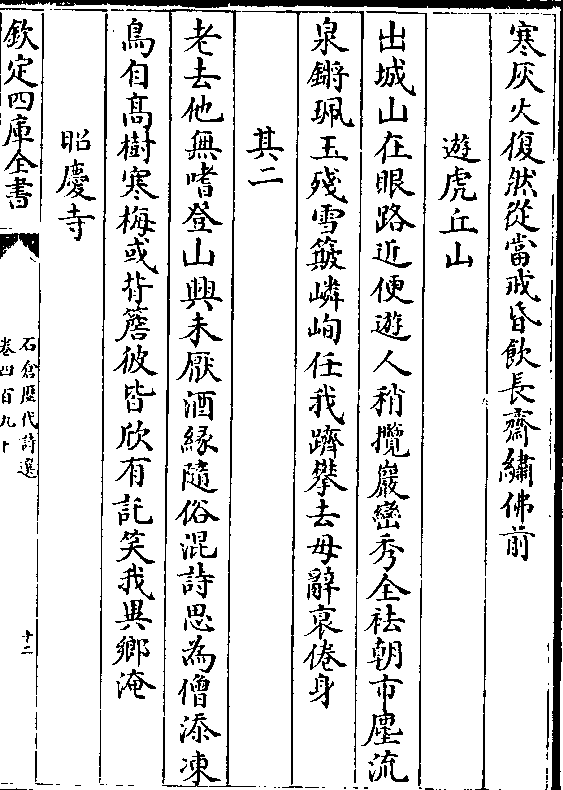 寒灰火復然從當戒昏飲長齋繡佛前
遊虎丘山
出城山在眼路近便遊人稍攬巖巒秀全袪朝市塵流
泉鏘珮玉殘雪簸嶙峋任我躋攀去毋辭衰倦身
其二
老去他無嗜登山興未厭酒緣隨俗混詩思為僧添凍
鳥自髙樹寒梅或背簷彼皆欣有託笑我異鄉淹
昭慶寺
欽定四庫全書
石倉歷代詩選
卷四百九十
十二